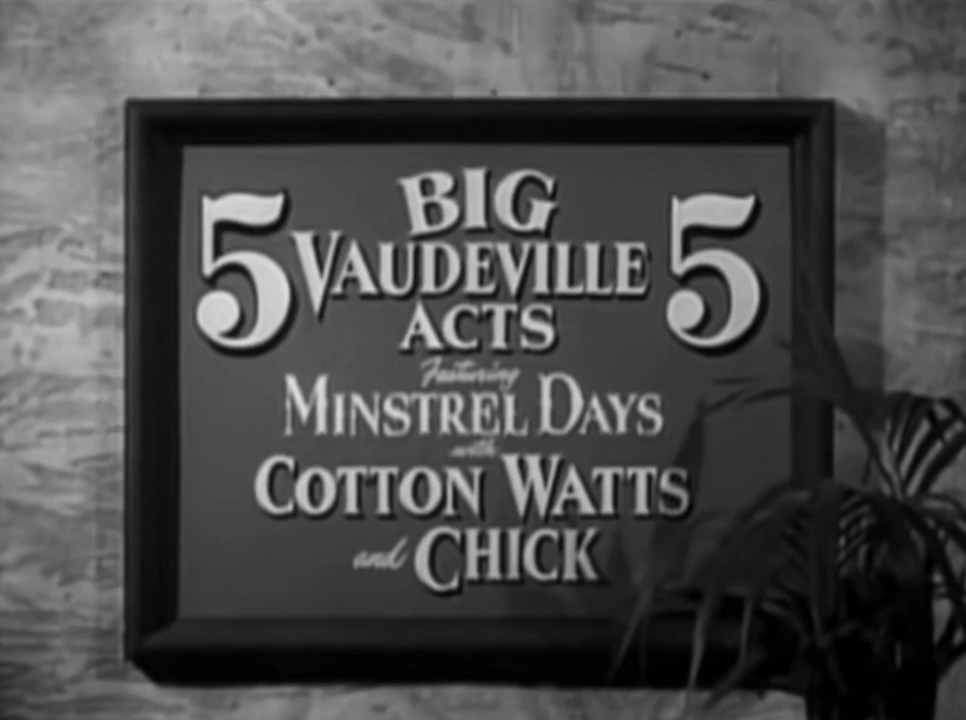 BIG
5 VAUDEVILLE 5
ACTS
Featuring
MINSTREL DAYS
with
COTTON WATTS
and CHICK